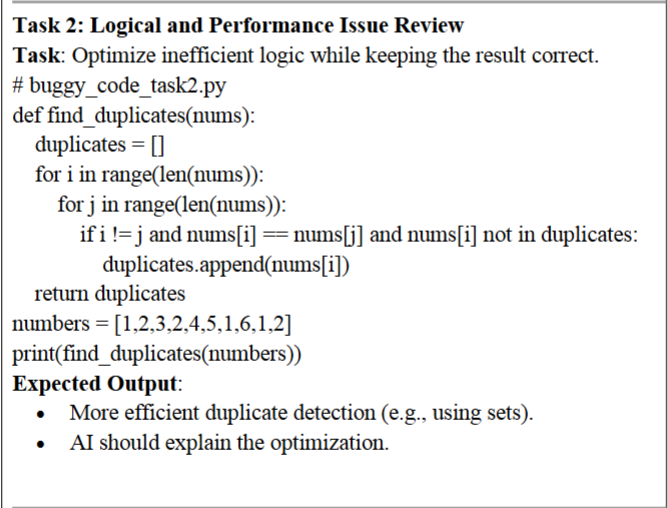 Task 2: Logical and Performance Issue Review
Task: Optimize inefficient logic while keeping the result correct.
# buggy_code_task2.py
def find_duplicates(nums):
duplicates = []
for i in range(len(nums)):
for j in range(len(nums)):
if i != j and nums[i] == nums[j] and nums[i] not in duplicates:
duplicates.append(nums[i])
return duplicates
numbers = [1,2,3,2,4,5,1,6,1,2]
print(find_duplicates(numbers))
Expected Output:
• More efficient duplicate detection (e.g., using sets).
• AI should explain the optimization.